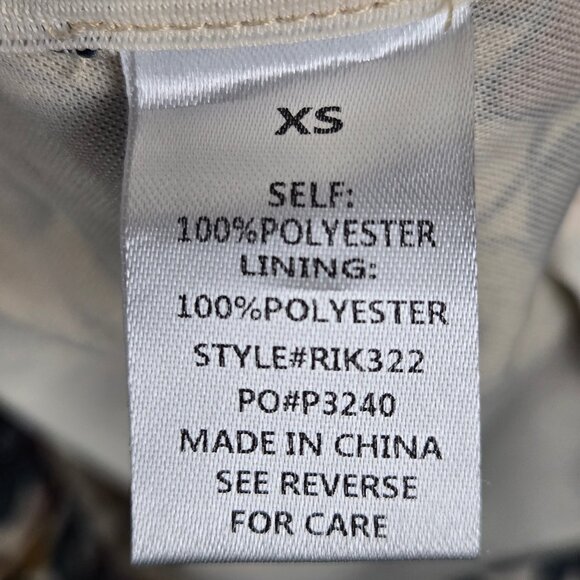 XS
SELF:
100%POLYESTER
LINING:
100%POLYESTER
STYLE#RIK322
PO#P3240
MADE IN CHINA
SEE REVERSE
FOR CARE